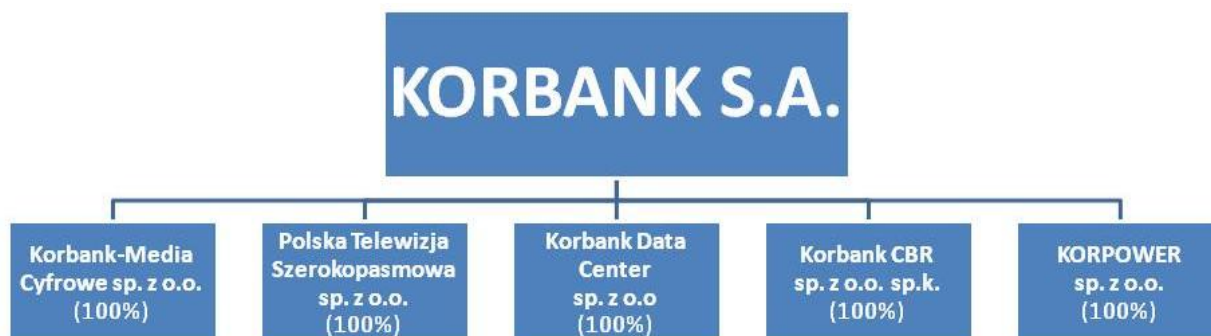 KORBANK S.A.
Korbank-Media
Cyfrowe sp. z o.o.
(100%)
Polska Telewizja
Szerokopasmowa
sp. z o.o.
(100%)
Korbank Data
Center
sp. z o.o
(100%)
Korbank CBR
sp. z o.o. sp.k.
(100%)
KORPOWER
sp. z o.o.
(100%)